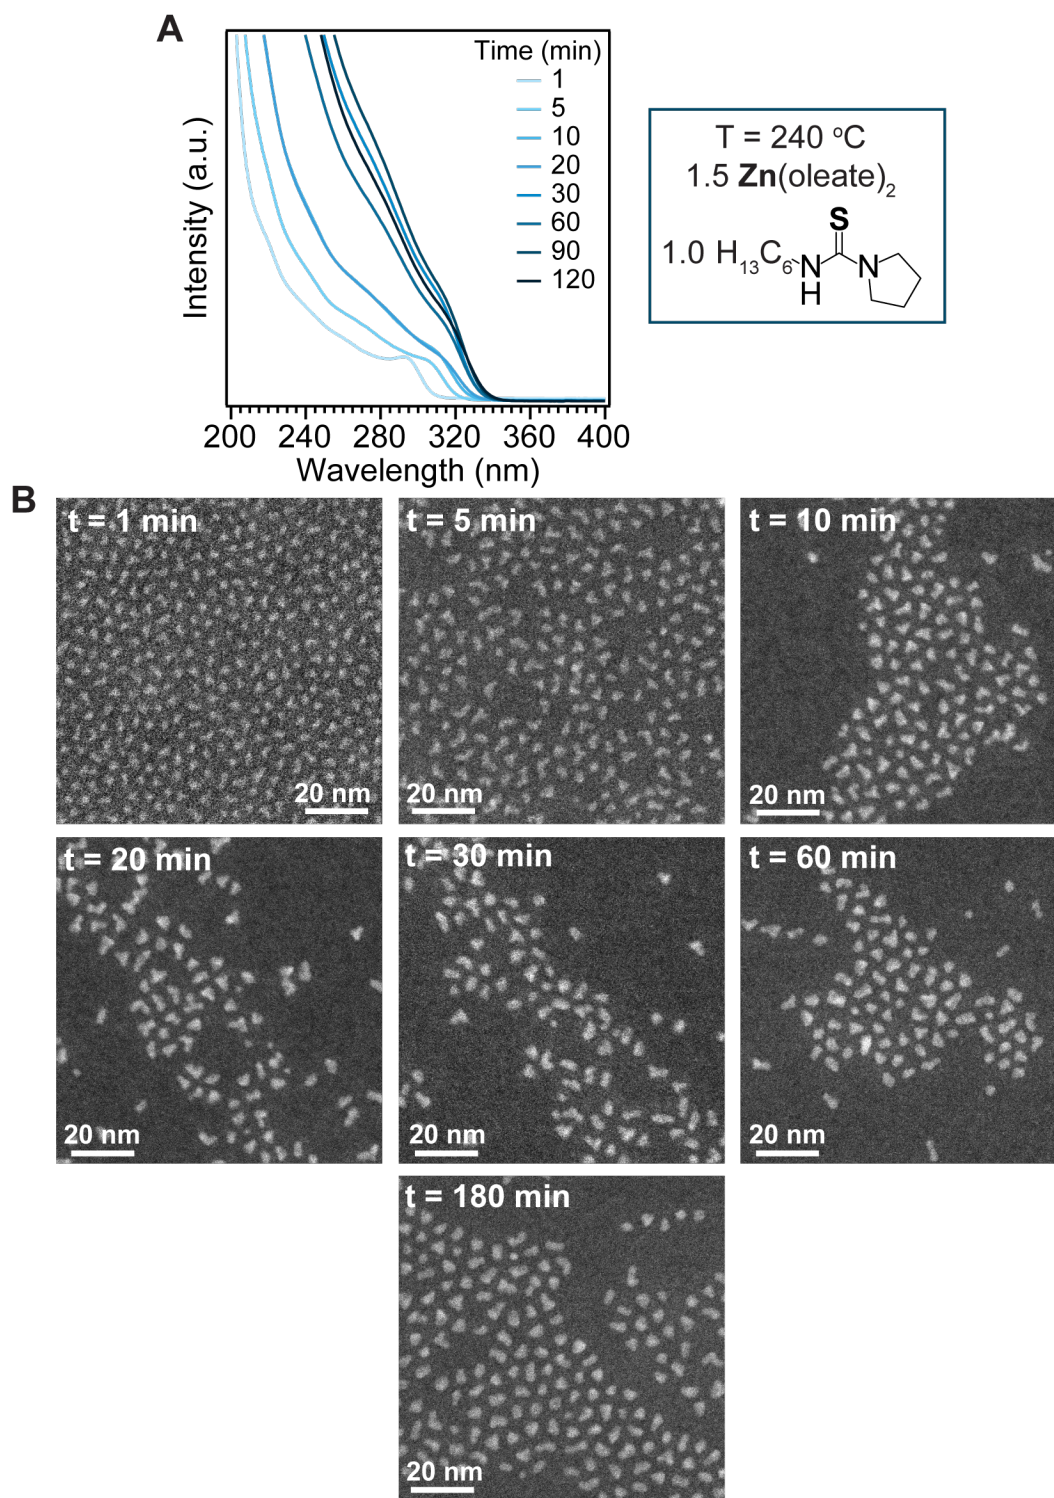 A
Intensity (a.u.)
Time (min)
1
5
10
20
30
60
90
120
200 240 280 320 360 400
Wavelength (nm)
T = 240 °C
1.5 Zn(oleate)₂
S
1.0 H₁₃C₆ N N
H
B
t = 1 min
20 nm
t = 5 min
20 nm
t = 10 min
20 nm
t = 20 min
20 nm
t = 30 min
20 nm
t = 60 min
20 nm
t = 180 min
20 nm